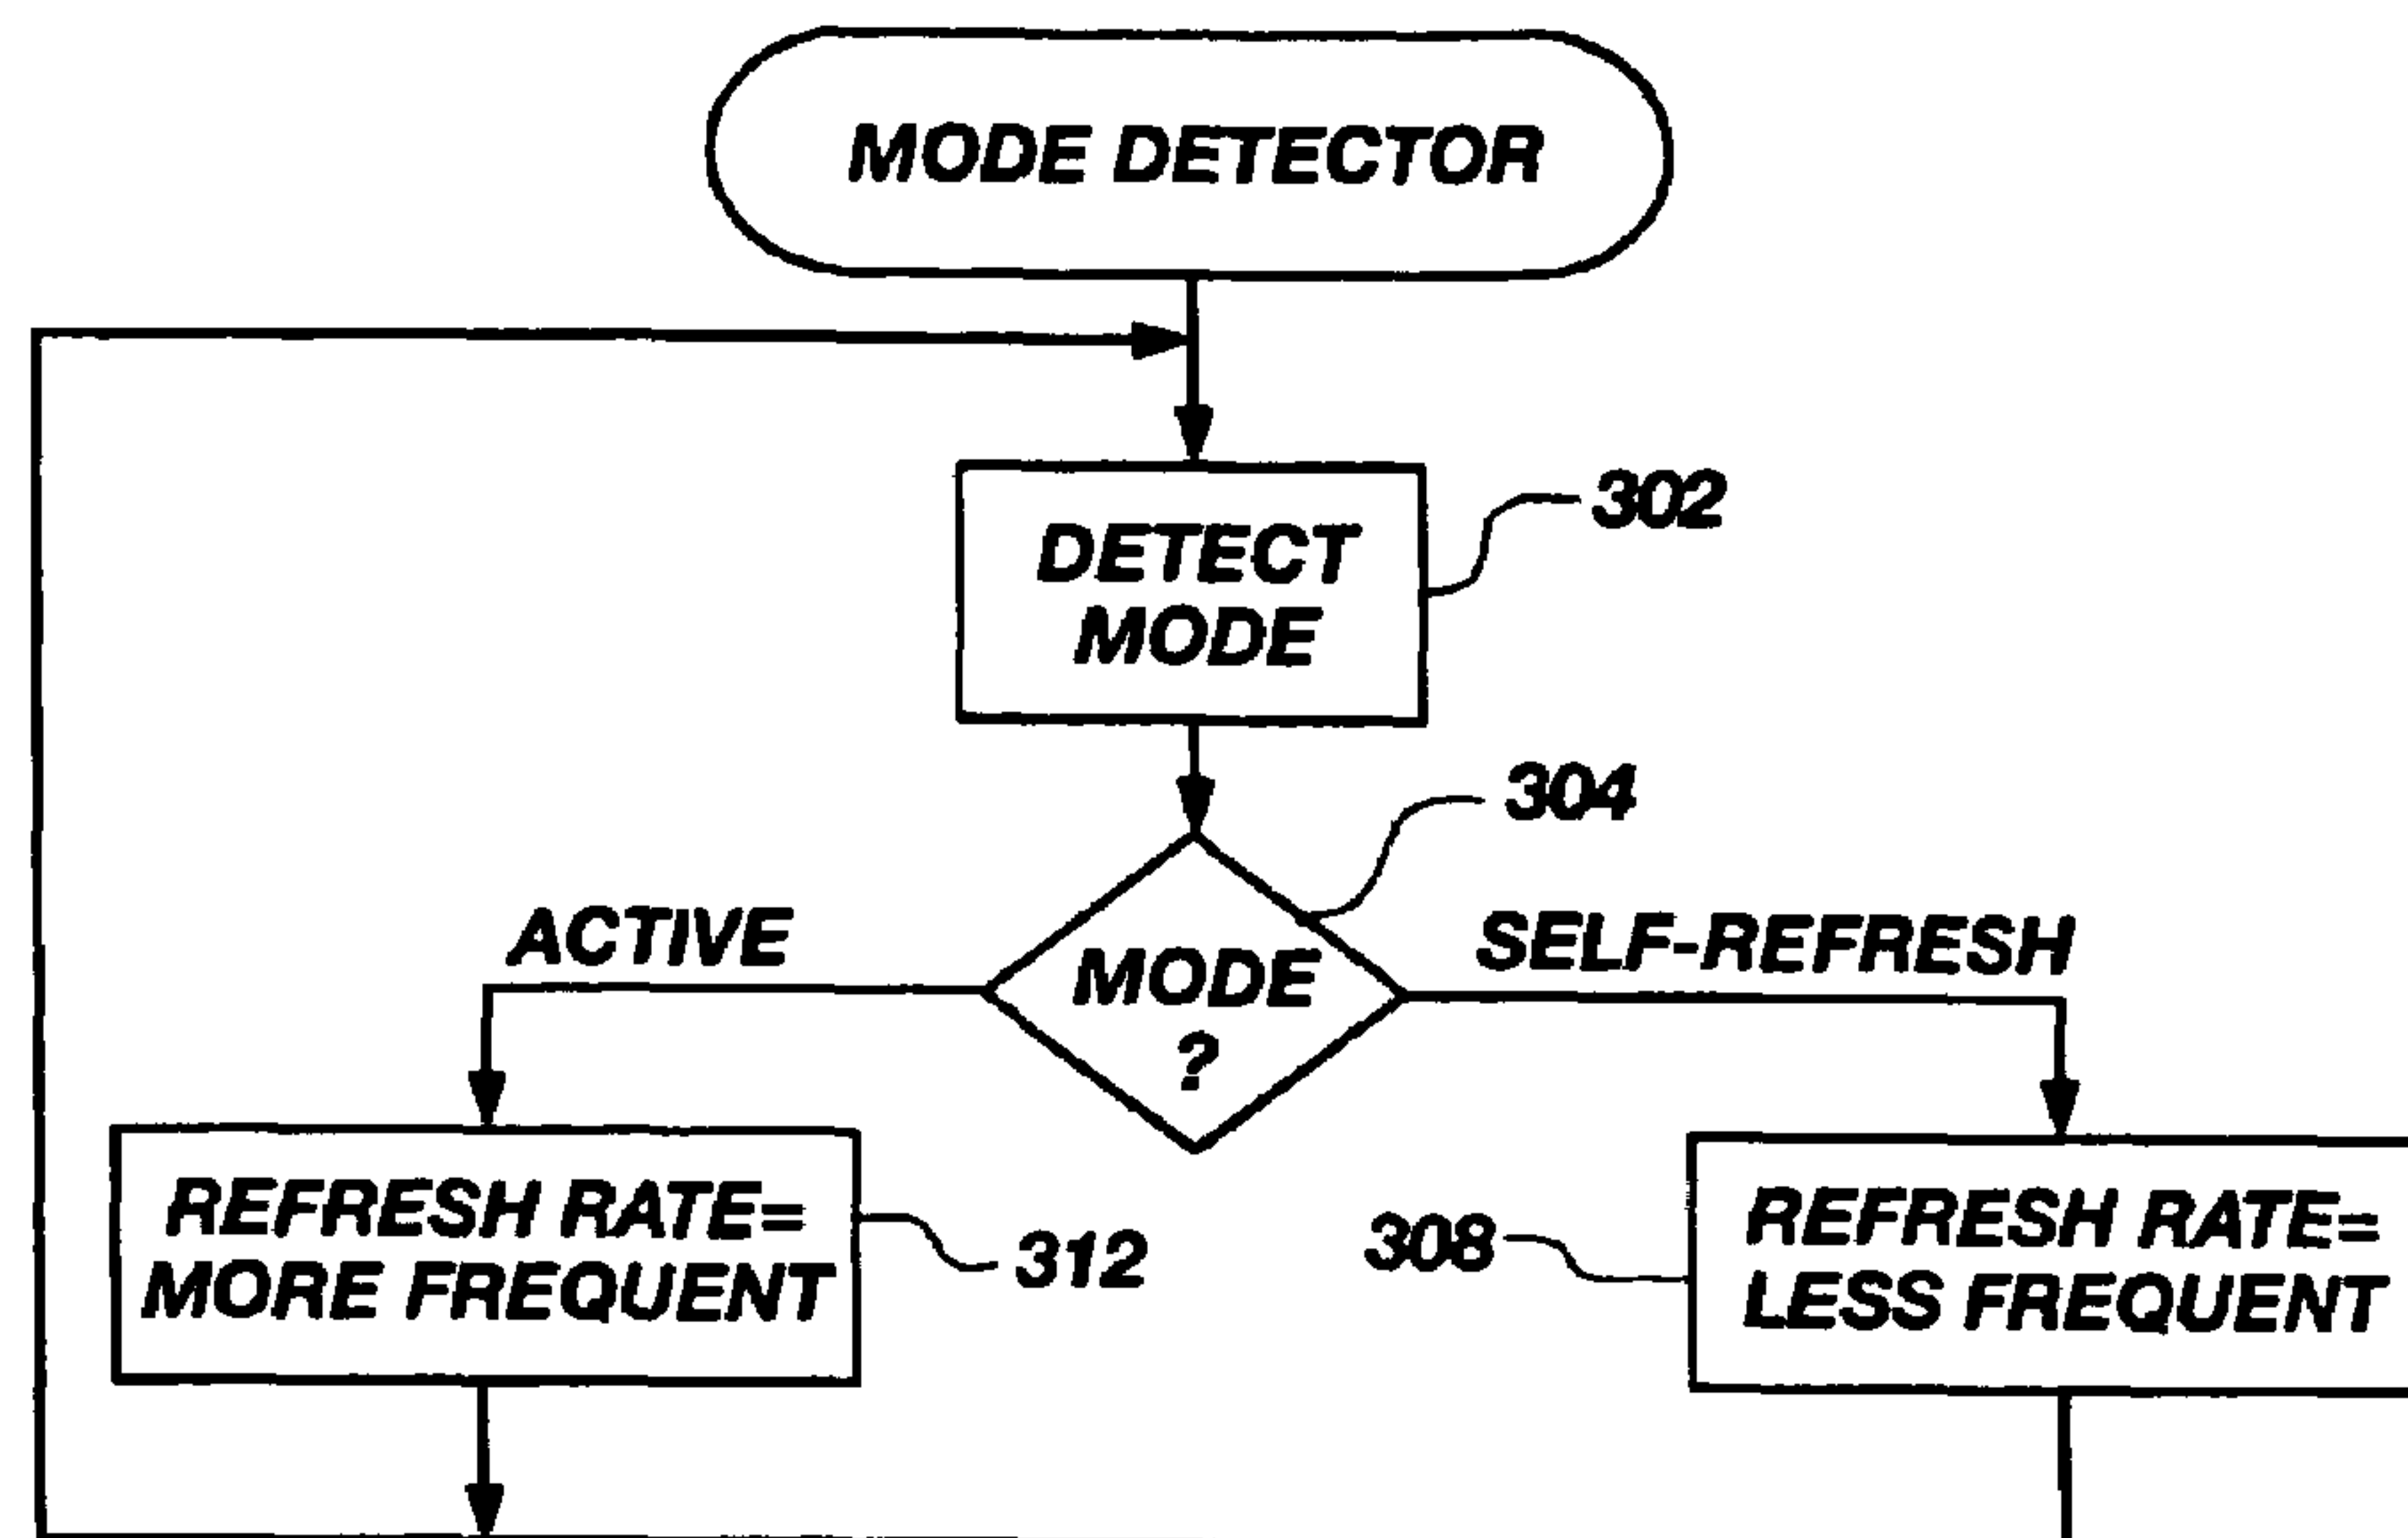 MODE DETECTOR
DETECT
MODE
302
304
ACTIVE
MODE
?
SELF-REFRESH
REFRESH RATE=
MORE FREQUENT
312
308
REFRESH RATE=
LESS FREQUENT